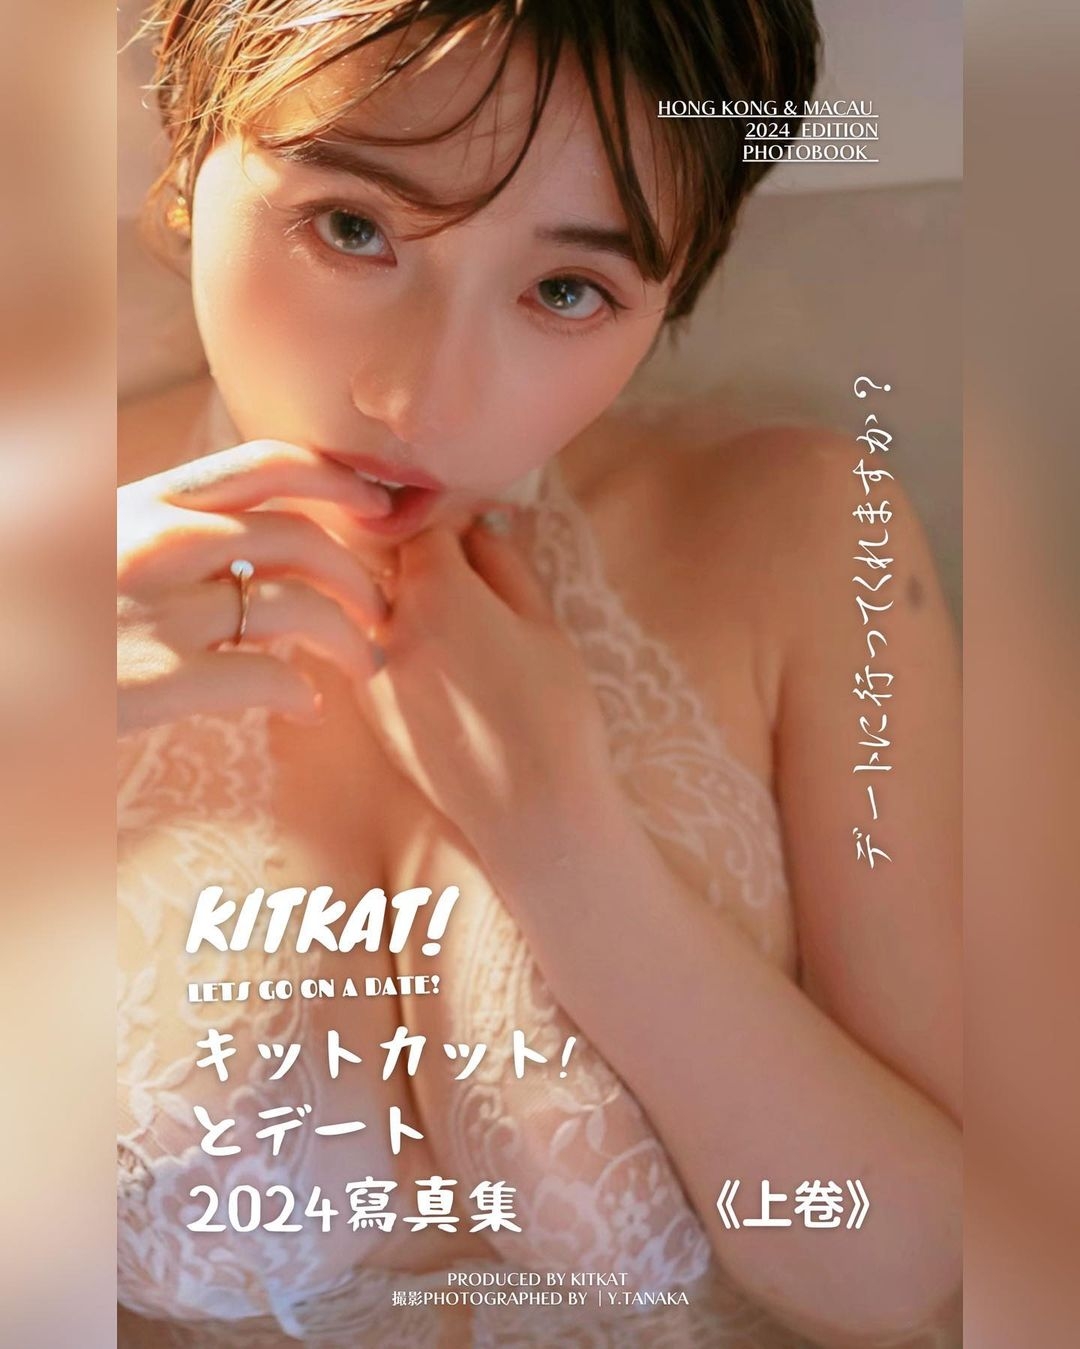 HONG KONG & MACAU
2024 EDITION
PHOTOBOOK
デートに行ってくれますか？
KITKAT!
LETS GO ON A DATE!
キットカット!
とデート
2024寫真集
《上卷》
PRODUCED BY KITKAT
撮影PHOTOGRAPHED BY ｜Y.TANAKA